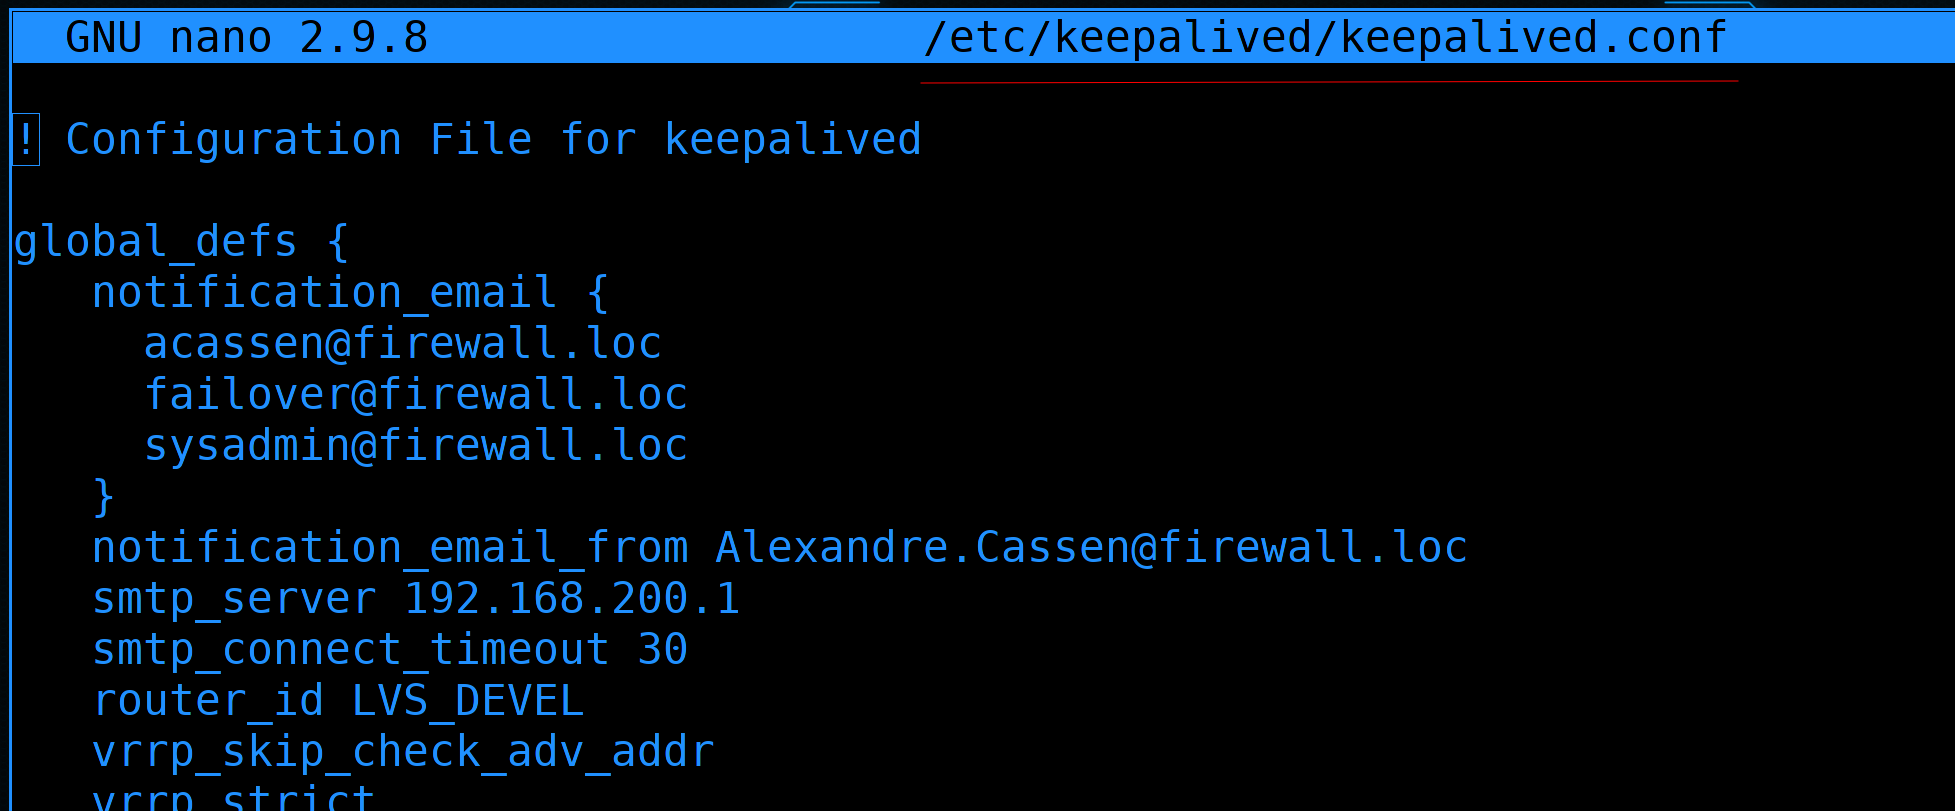 GNU nano 2.9.8 /etc/keepalived/keepalived.conf
! Configuration File for keepalived
global_defs {
notification_email {
acassen@firewall.loc
failover@firewall.loc
sysadmin@firewall.loc
}
notification_email_from Alexandre.Cassen@firewall.loc
smtp_server 192.168.200.1
smtp_connect_timeout 30
router_id LVS_DEVEL
vrrp_skip_check_adv_addr
vrrp_strict